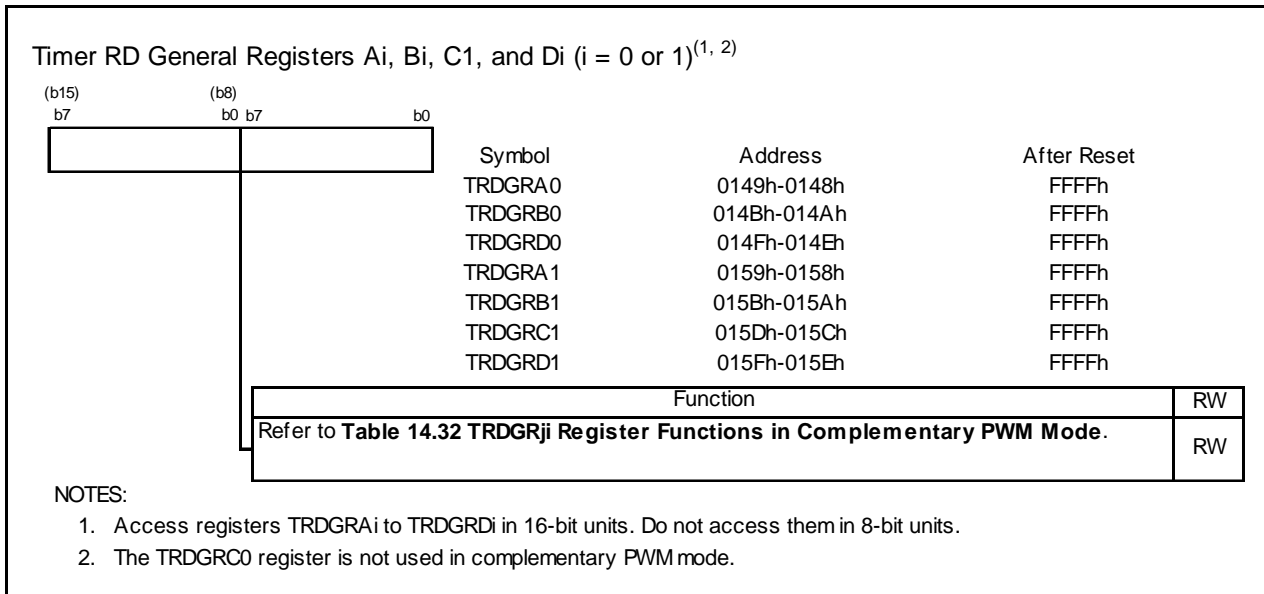 Timer RD General Registers Ai, Bi, C1, and Di (i = 0 or 1)(1, 2)
(b15) (b8)
b7 b0 b7 b0
Symbol Address After Reset
TRDGRA0 0149h-0148h FFFFh
TRDGRB0 014Bh-014Ah FFFFh
TRDGRD0 014Fh-014Eh FFFFh
TRDGRA1 0159h-0158h FFFFh
TRDGRB1 015Bh-015Ah FFFFh
TRDGRC1 015Dh-015Ch FFFFh
TRDGRD1 015Fh-015Eh FFFFh
Function RW
Refer to Table 14.32 TRDGRji Register Functions in Complementary PWM Mode. RW
NOTES:
1. Access registers TRDGRAi to TRDGRDi in 16-bit units. Do not access them in 8-bit units.
2. The TRDGRC0 register is not used in complementary PWM mode.